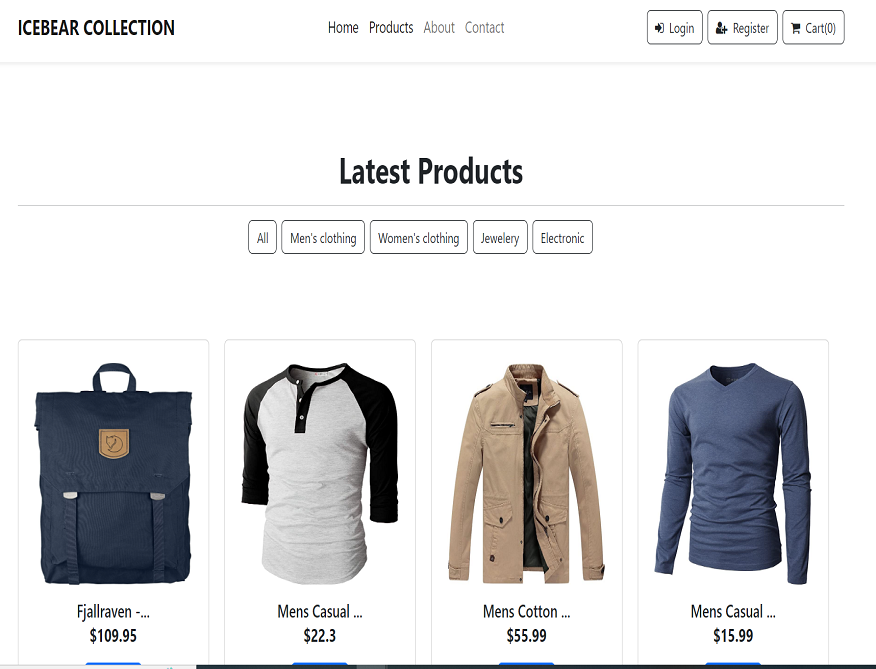 ICEBEAR COLLECTION
Home Products About Contact
Login Register Cart(0)
Latest Products
All Men's clothing Women's clothing Jewelery Electronic
Fjallraven -... Mens Casual ... Mens Cotton ... Mens Casual ...
$109.95 $22.3 $55.99 $15.99